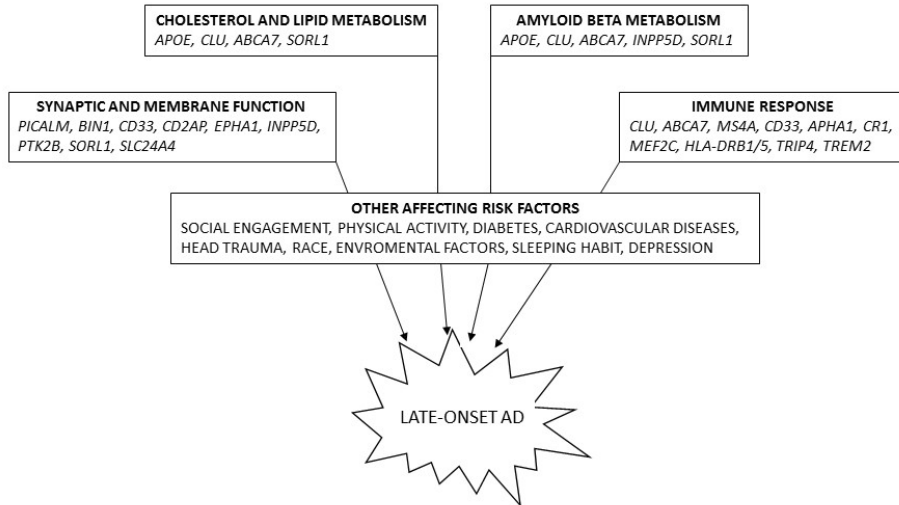 CHOLESTEROL AND LIPID METABOLISM
APOE, CLU, ABCA7, SORL1
AMYLOID BETA METABOLISM
APOE, CLU, ABCA7, INPP5D, SORL1
SYNAPTIC AND MEMBRANE FUNCTION
PICALM, BIN1, CD33, CD2AP, EPHA1, INPP5D,
PTK2B, SORL1, SLC24A4
IMMUNE RESPONSE
CLU, ABCA7, MS4A, CD33, APHA1, CR1,
MEF2C, HLA-DRB1/5, TRIP4, TREM2
OTHER AFFECTING RISK FACTORS
SOCIAL ENGAGEMENT, PHYSICAL ACTIVITY, DIABETES, CARDIOVASCULAR DISEASES,
HEAD TRAUMA, RACE, ENVROMENTAL FACTORS, SLEEPING HABIT, DEPRESSION
LATE-ONSET AD